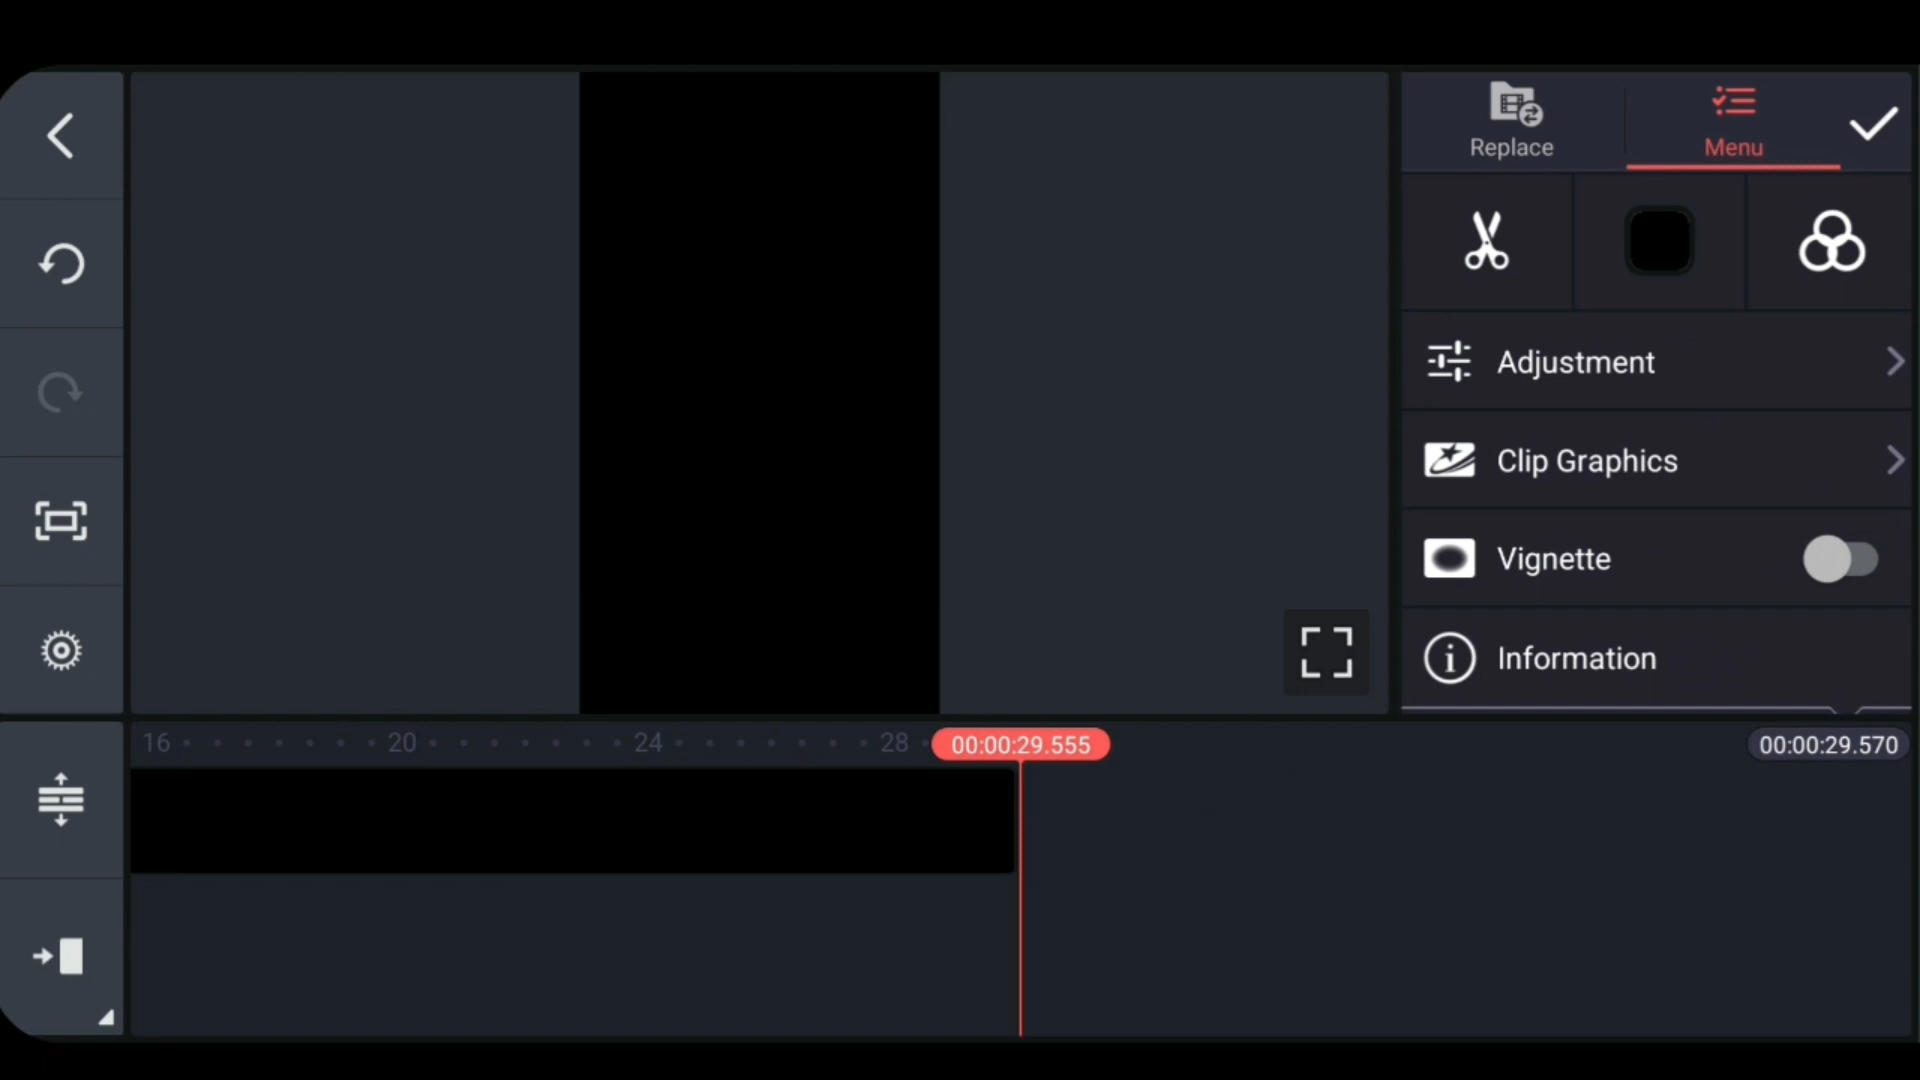 Replace
Menu
Adjustment
Clip Graphics
Vignette
Information
16 20 24 28 00:00:29.555 00:00:29.570